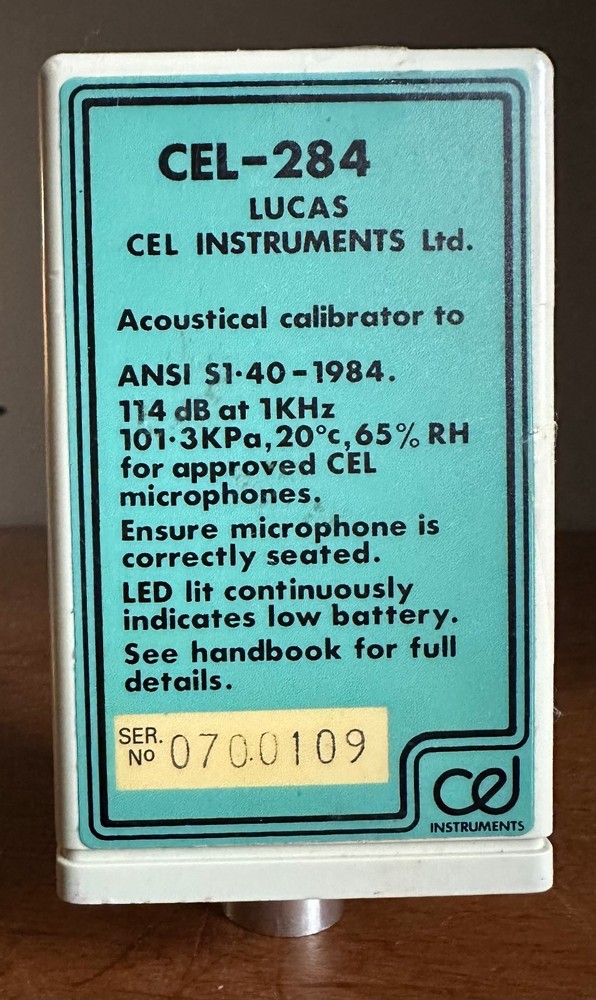 CEL-284
LUCAS
CEL INSTRUMENTS Ltd.
Acoustical calibrator to
ANSI S1·40-1984.
114 dB at 1KHz
101·3KPa, 20°c, 65% RH
for approved CEL
microphones.
Ensure microphone is
correctly seated.
LED lit continuously
indicates low battery.
See handbook for full
details.
SER.
No 0700109
cel
INSTRUMENTS